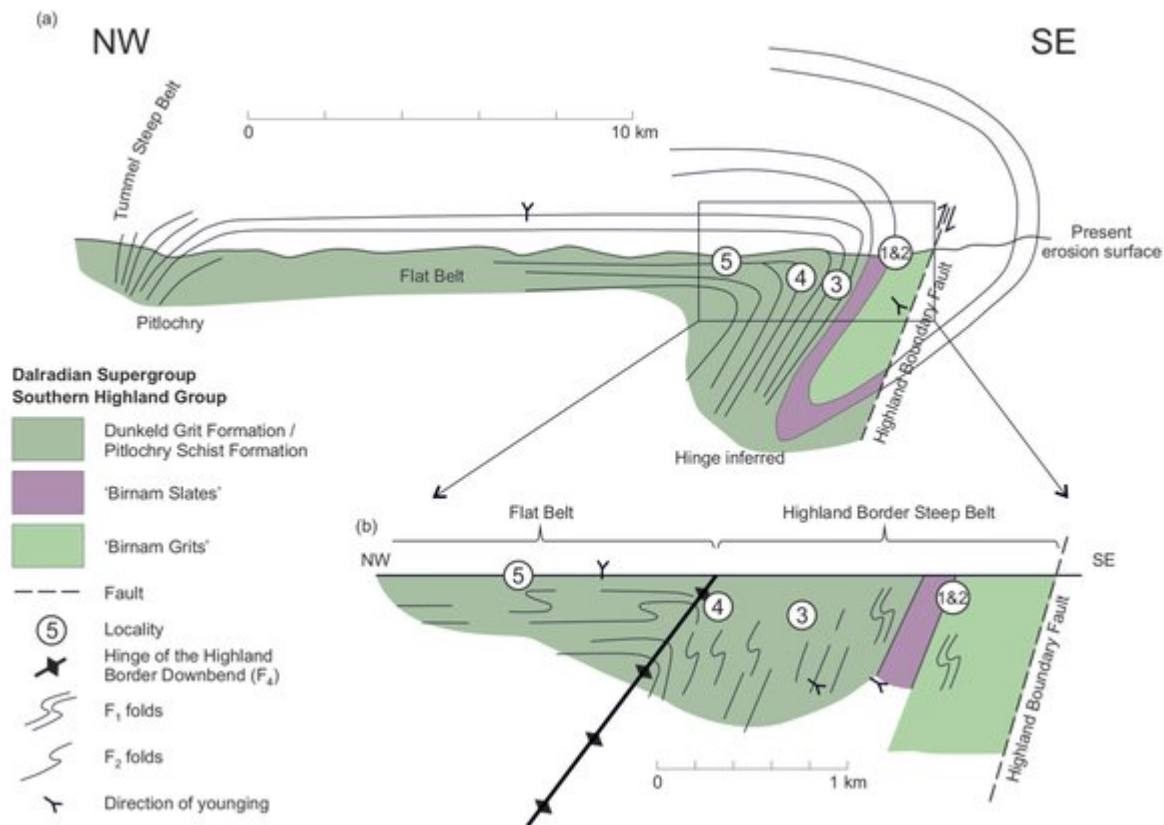 (a)
NW
SE
Tummel Steep Belt
0
10 km
Present
erosion surface
5
4
3
1&2
Flat Belt
Pitlochry
Highland Boundary Fault
Hinge inferred
Dalradian Supergroup
Southern Highland Group
Dunkeld Grit Formation /
Pitlochry Schist Formation
'Birnam Slates'
'Birnam Grits'
Fault
5
Locality
Hinge of the Highland
Border Downbend (F4)
F1 folds
F2 folds
Direction of younging
(b)
Flat Belt
Highland Border Steep Belt
NW
SE
5
4
3
1&2
Highland Boundary Fault
0
1 km